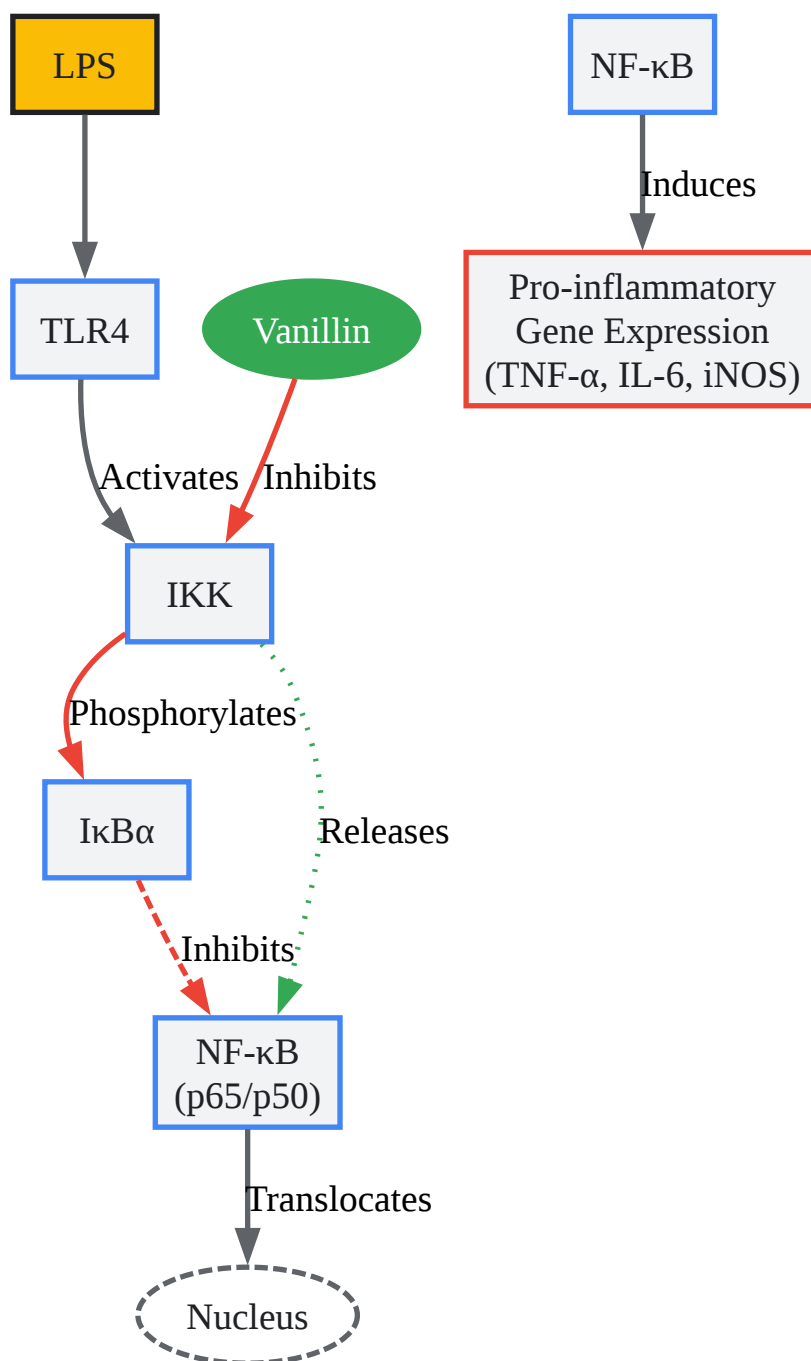 LPS
NF-κB
Induces
TLR4
Vanillin
Pro-inflammatory
Gene Expression
(TNF-α, IL-6, iNOS)
Activates
Inhibits
IKK
Phosphorylates
IκBα
Releases
Inhibits
NF-κB
(p65/p50)
Translocates
Nucleus